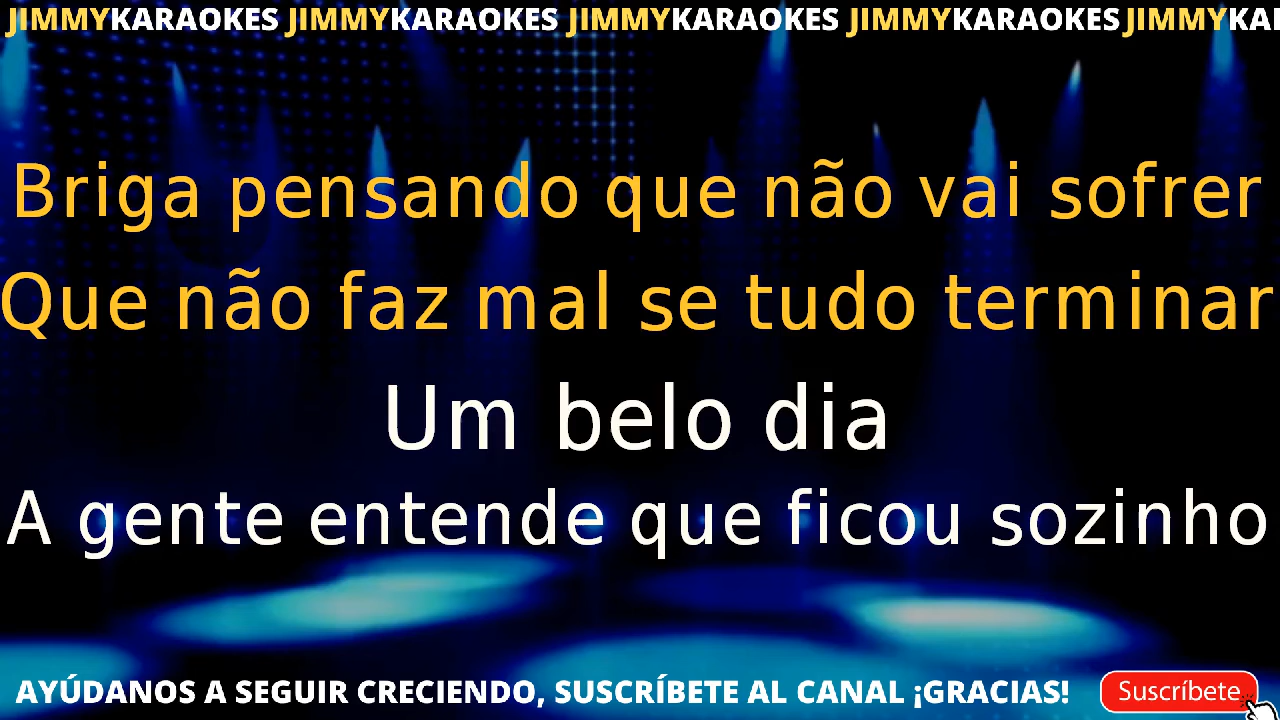 JIMMYKARAOKES JIMMYKARAOKES JIMMYKARAOKES JIMMYKARAOKES JIMMYKA
Briga pensando que não vai sofrer
Que não faz mal se tudo terminar
Um belo dia
A gente entende que ficou sozinho
AYÚDANOS A SEGUIR CRECIENDO, SUSCRÍBETE AL CANAL ¡GRACIAS!
Suscríbete